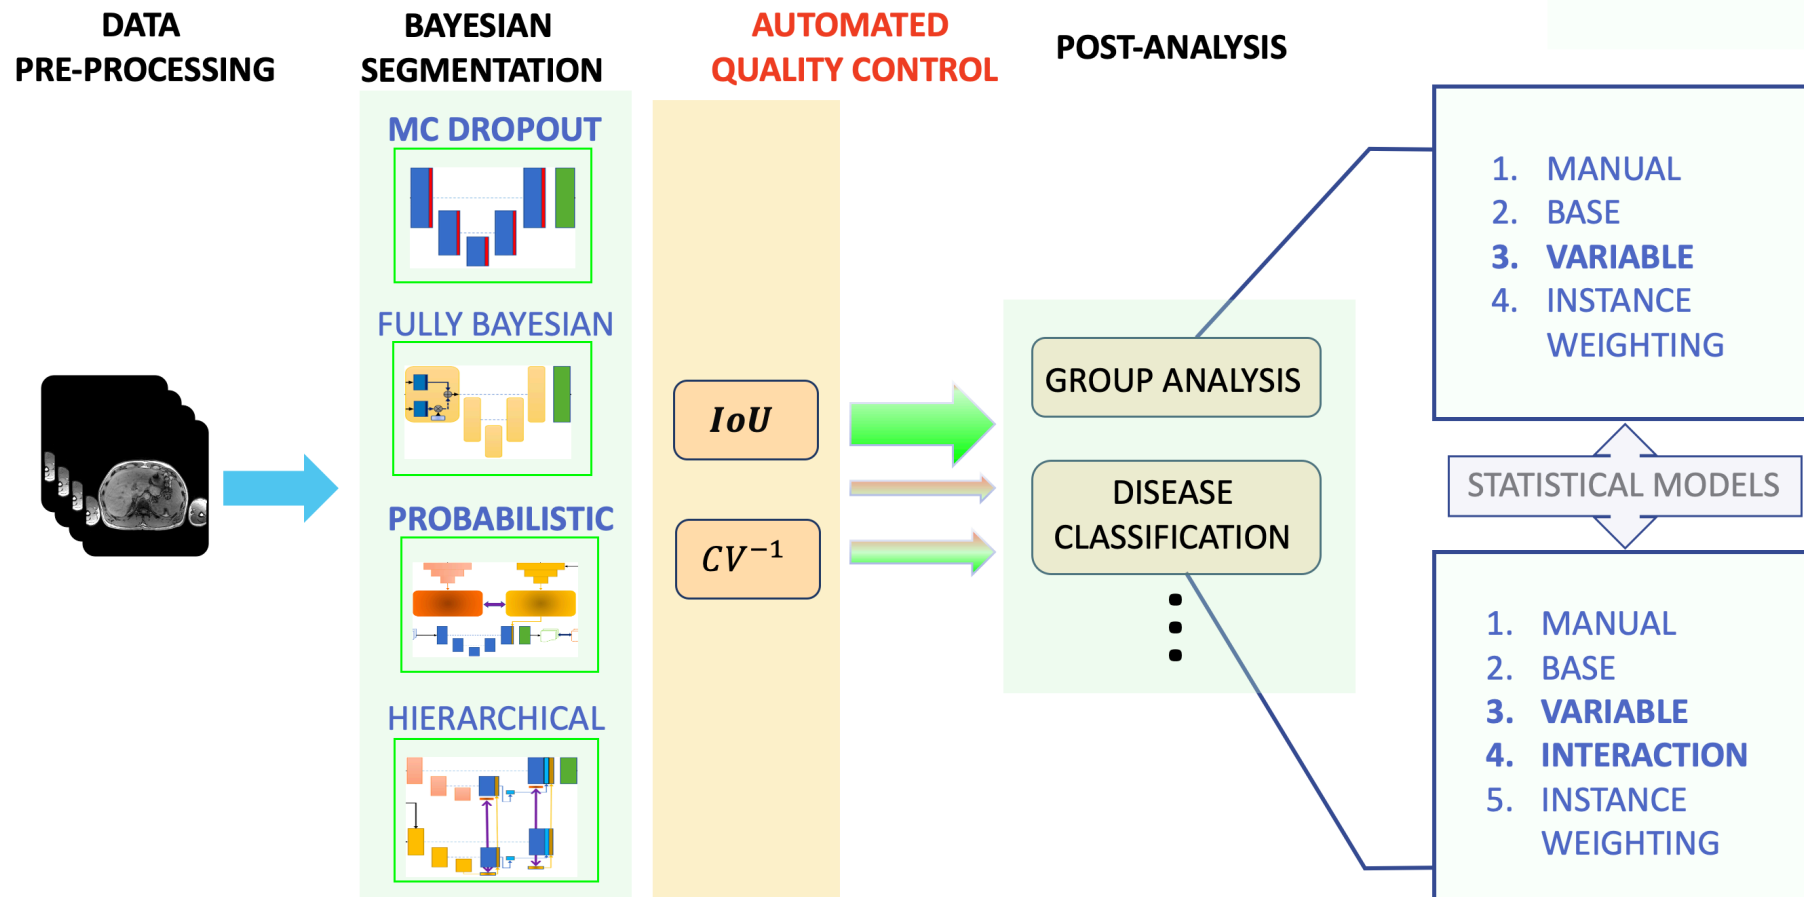 DATA
PRE-PROCESSING
BAYESIAN
SEGMENTATION
AUTOMATED
QUALITY CONTROL
POST-ANALYSIS
MC DROPOUT
FULLY BAYESIAN
PROBABILISTIC
HIERARCHICAL
IoU
CV⁻¹
GROUP ANALYSIS
DISEASE
CLASSIFICATION
1. MANUAL
2. BASE
3. VARIABLE
4. INSTANCE
WEIGHTING
STATISTICAL MODELS
1. MANUAL
2. BASE
3. VARIABLE
4. INTERACTION
5. INSTANCE
WEIGHTING